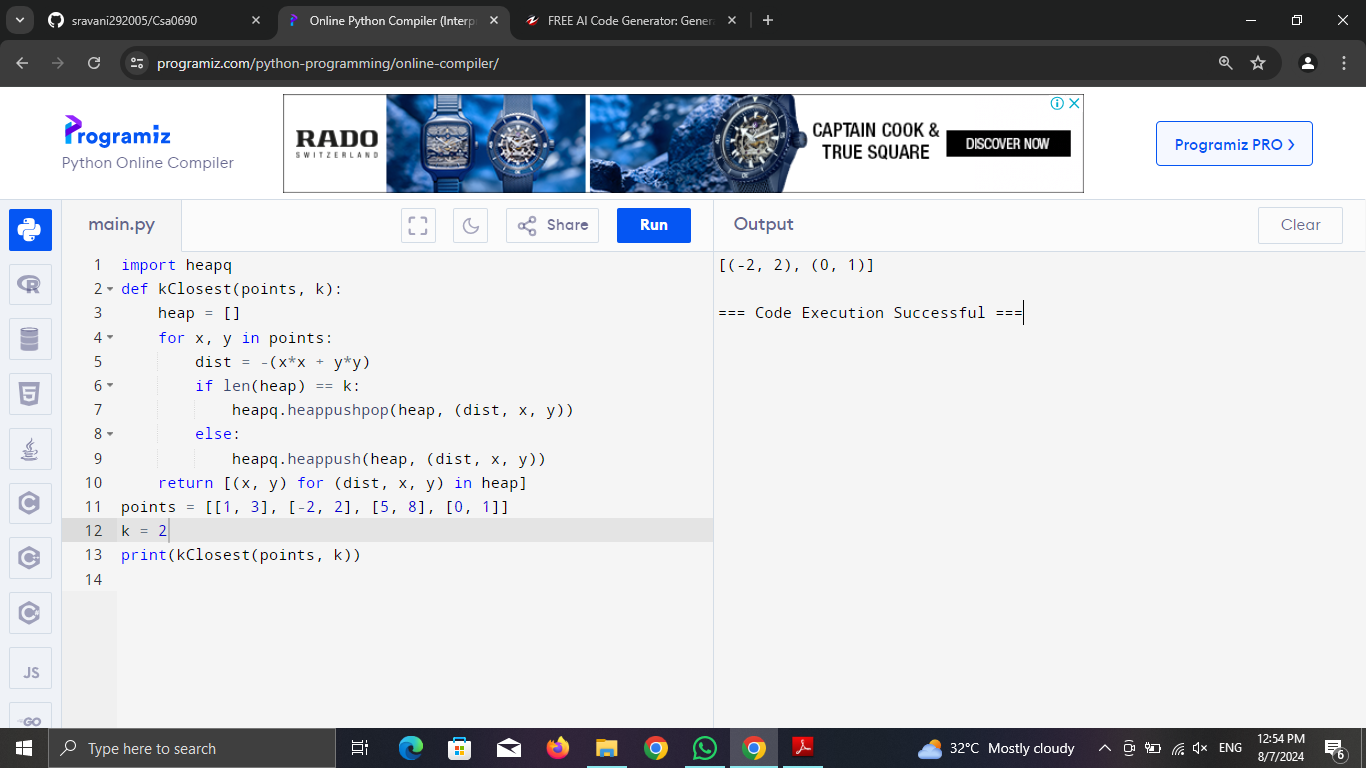 sravani292005/Csa0690
Online Python Compiler (Interp
FREE AI Code Generator: Gener
programiz.com/python-programming/online-compiler/
Programiz
Python Online Compiler
RADO
SWITZERLAND
CAPTAIN COOK &
TRUE SQUARE
DISCOVER NOW
Programiz PRO >
main.py
Share
Run
Output
Clear
1 import heapq
2 def kClosest(points, k):
3     heap = []
4     for x, y in points:
5         dist = -(x*x + y*y)
6         if len(heap) == k:
7             heapq.heappushpop(heap, (dist, x, y))
8         else:
9             heapq.heappush(heap, (dist, x, y))
10     return [(x, y) for (dist, x, y) in heap]
11 points = [[1, 3], [-2, 2], [5, 8], [0, 1]]
12 k = 2
13 print(kClosest(points, k))
14
[(-2, 2), (0, 1)]
=== Code Execution Successful ===
R
JS
GO
Type here to search
32°C Mostly cloudy
ENG
12:54 PM
8/7/2024
6